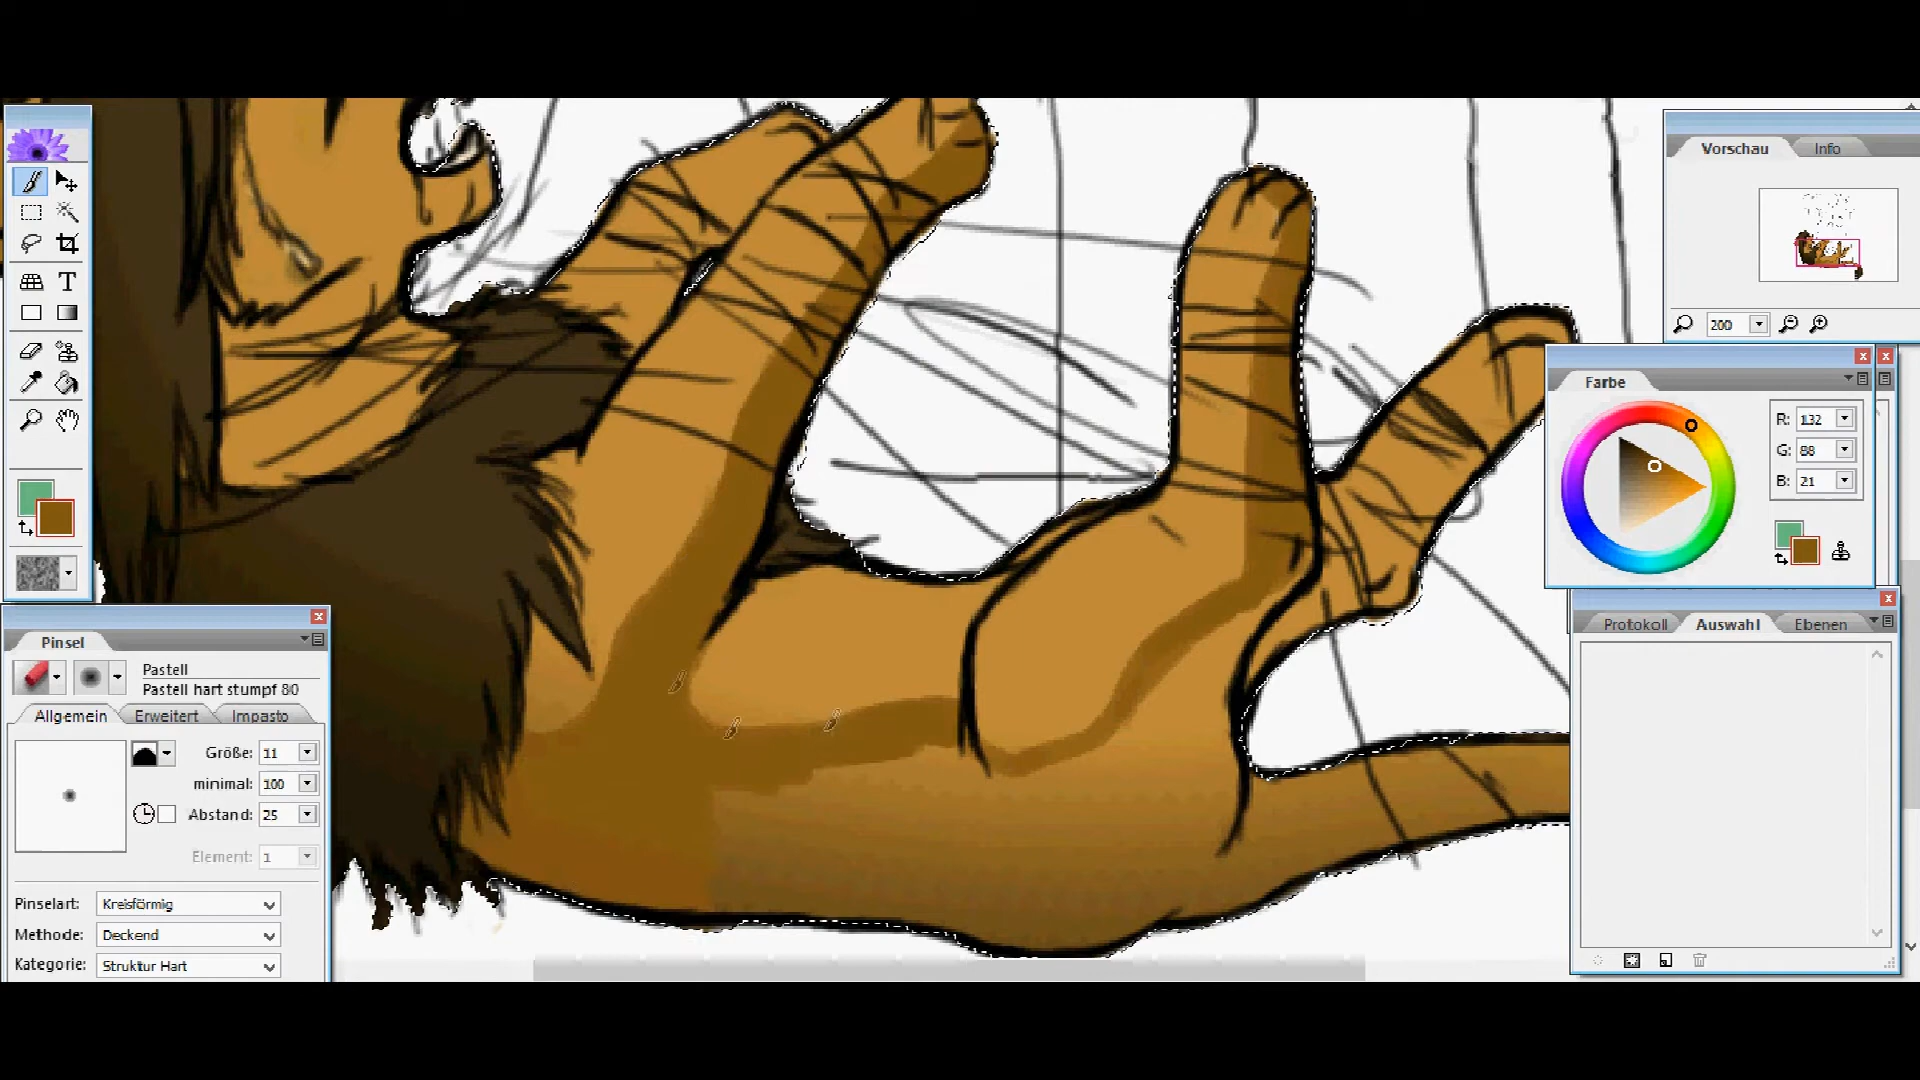 Vorschau Info
200
Farbe
R: 132
G: 88
B: 21
T
Pinsel
Pastell
Pastell hart stumpf 80
Allgemein Erweitert Impasto
Größe: 11
minimal: 100
Abstand: 25
Element: 1
Pinselart: Kreisförmig
Methode: Deckend
Kategorie: Struktur Hart
Protokoll Auswahl Ebenen